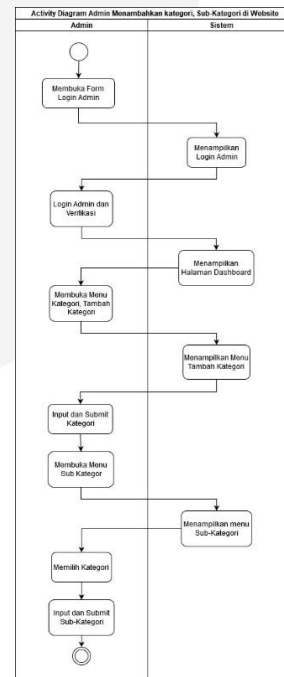 Activity Diagram Admin Menambahkan kategori, Sub-Kategori di Website
Admin
Sistem
Membuka Form
Login Admin
Menampilkan
Login Admin
Login Admin dan
Verifikasi
Menampilkan
Halaman Dashboard
Membuka Menu
Kategori, Tambah
Kategori
Menampilkan Menu
Tambah Kategori
Input dan Submit
Kategori
Membuka Menu
Sub Kategor
Menampilkan menu
Sub-Kategori
Memilih Kategori
Input dan Submit
Sub-Kategori